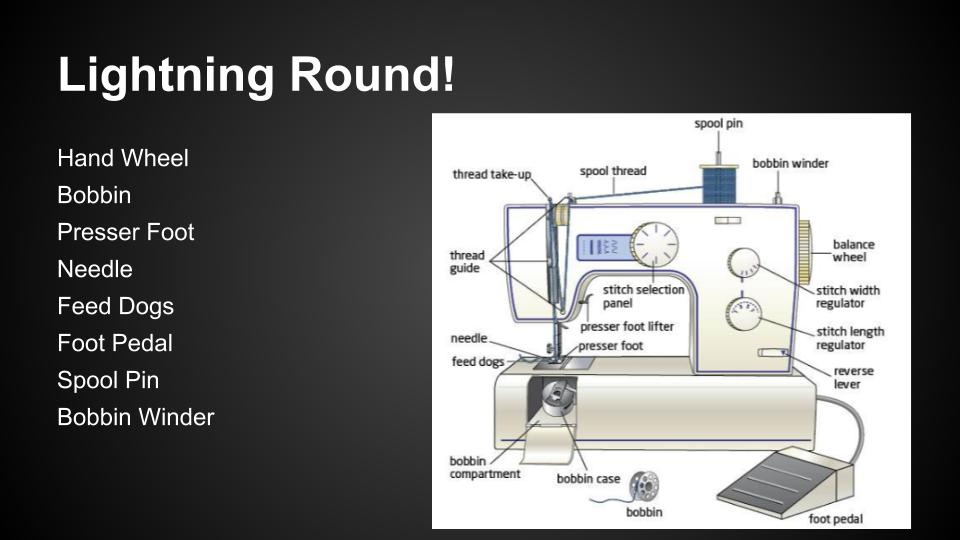 Lightning Round!
Hand Wheel
Bobbin
Presser Foot
Needle
Feed Dogs
Foot Pedal
Spool Pin
Bobbin Winder
spool pin
bobbin winder
spool thread
thread take-up
balance
wheel
thread
guide
stitch selection
panel
stitch width
regulator
presser foot lifter
stitch length
regulator
needle
presser foot
feed dogs
reverse
lever
bobbin
compartment
bobbin case
bobbin
foot pedal